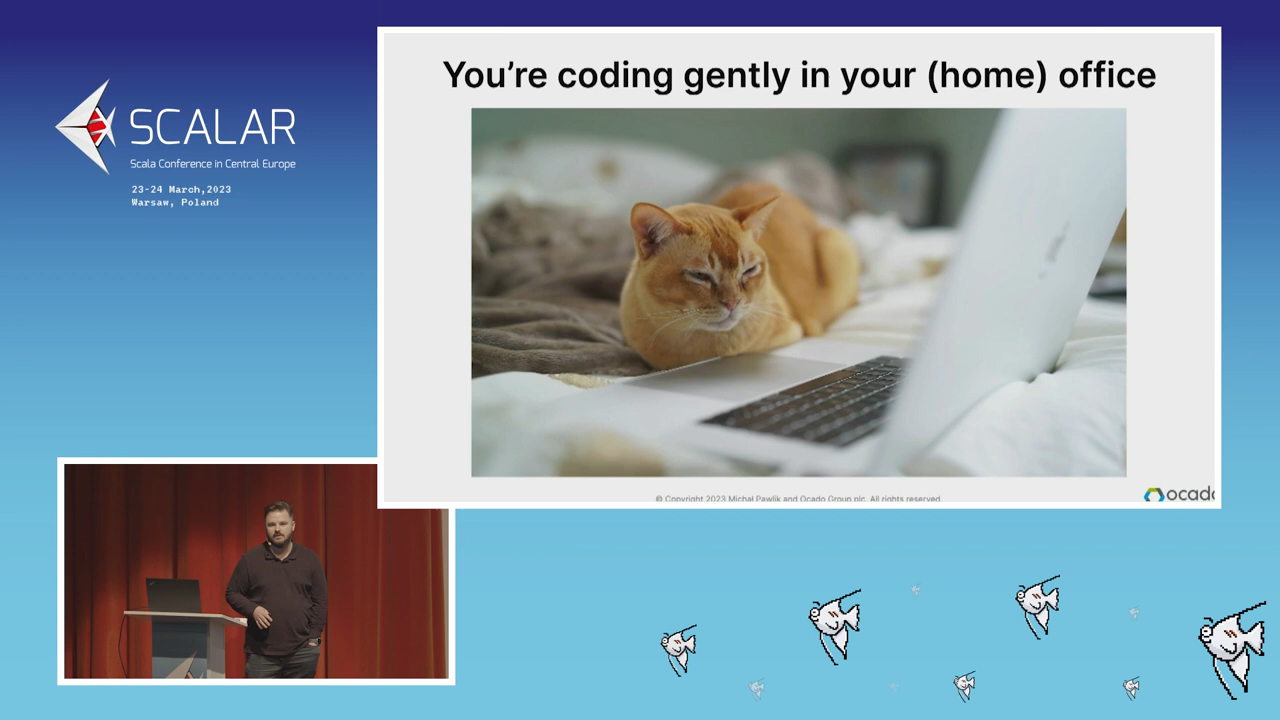 SCALAR
Scala Conference in Central Europe
23-24 March,2023
Warsaw, Poland
You're coding gently in your (home) office
© Copyright 2023 Michał Pawlik and Ocado Group plc. All rights reserved